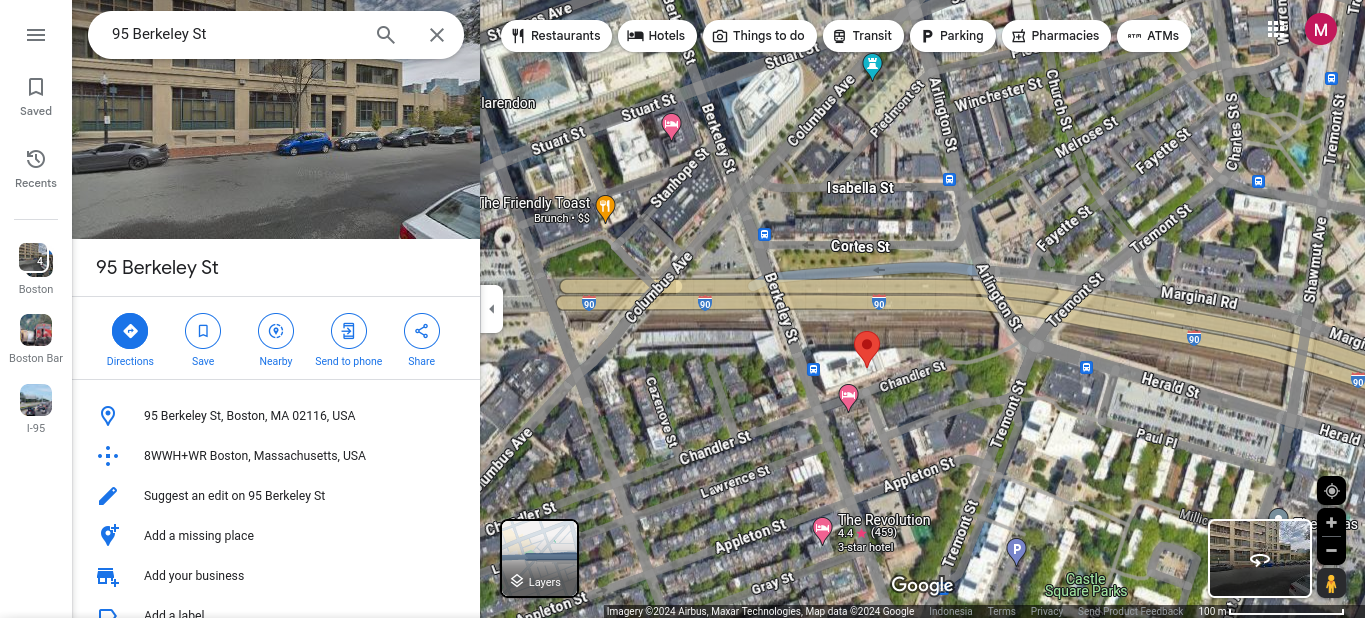 95 Berkeley St
Restaurants
Hotels
Things to do
Transit
Parking
Pharmacies
ATMs
M
Saved
Recents
4
Boston
Boston Bar
I-95
95 Berkeley St
Directions
Save
Nearby
Send to phone
Share
95 Berkeley St, Boston, MA 02116, USA
8WWH+WR Boston, Massachusetts, USA
Suggest an edit on 95 Berkeley St
Add a missing place
Add your business
Add a label
larendon
Stuart St
Stuart St
Berkeley St
Columbus Ave
Piedmont St
Arlington St
Winchester St
Church St
Melrose St
Fayette St
Charles St S
Tremont St
Stanhope St
Isabella St
The Friendly Toast
Brunch • $$
Cortes St
Fayette St
Tremont St
Shawmut Ave
Columbus Ave
Berkeley St
Arlington St
Tremont St
Marginal Rd
90
90
90
90
90
Chandler St
Cazenove St
Chandler St
Lawrence St
Appleton St
Tremont St
Herald St
Paul Pl
Herald
The Revolution
4.4 (459)
3-star hotel
Appleton St
Gray St
Tremont St
Appleton St
P
Castle
Square Parks
Layers
Google
Imagery ©2024 Airbus, Maxar Technologies, Map data ©2024 Google
Indonesia
Terms
Privacy
Send Product Feedback
100 m